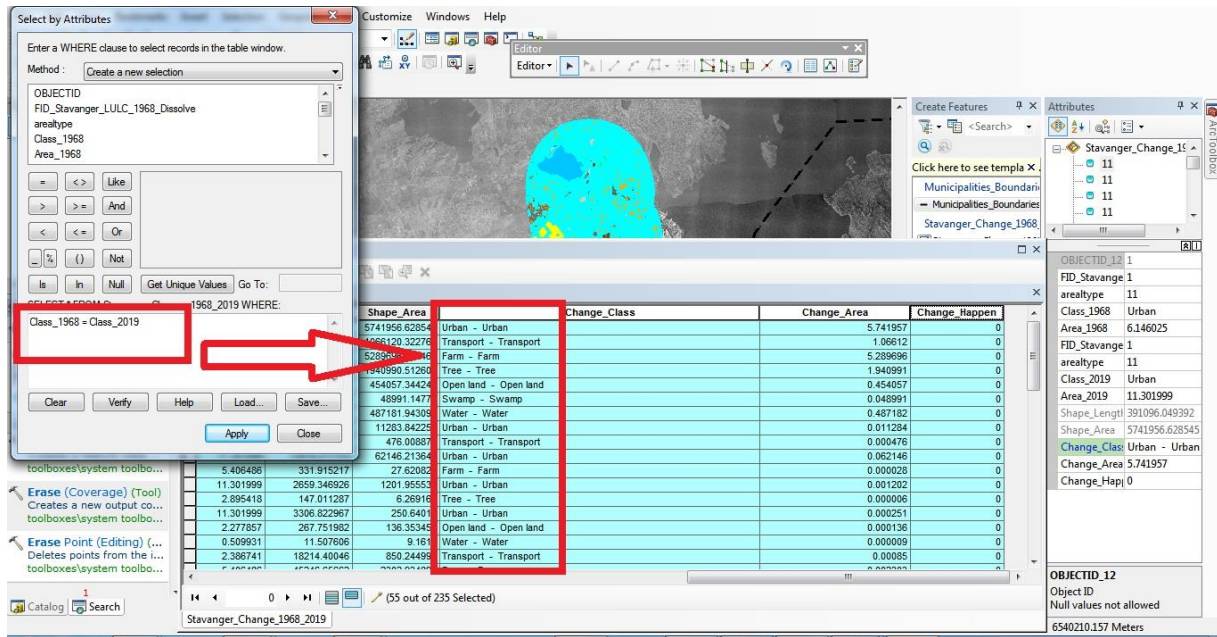 Select by Attributes
Customize Windows Help
Enter a WHERE clause to select records in the table window.
Method : Create a new selection
OBJECTID
FID_Stavanger_LULC_1968_Dissolve
arealtype
Class_1968
Area_1968
= < > Like
> > = And
< < = Or
_ % () Not
Is In Null Get Unique Values Go To:
1968_2019 WHERE:
Class_1968 = Class_2019
Clear Verify Help Load... Save...
Apply Close
Editor
Editor
Create Features
<Search>
Click here to see templa
Municipalities_Boundari
Municipalities_Boundaries
Stavanger_Change_1968_
Attributes
Stavanger_Change_19
11
11
11
11
ArcToolbox
OBJECTID_12 1
FID_Stavange 1
arealtype 11
Class_1968 Urban
Area_1968 6.146025
FID_Stavange 1
arealtype 11
Class_2019 Urban
Area_2019 11.301999
Shape_Length 391096.049392
Shape_Area 5741956.628545
Change_Clas: Urban - Urban
Change_Area 5.741957
Change_Hap 0
OBJECTID_12
Object ID
Null values not allowed
6540210.157 Meters
Shape_Area Change_Class Change_Area Change_Happen
5741956.62854 Urban - Urban 5.741957 0
1066120.32276 Transport - Transport 1.06612 0
Farm - Farm 5.289696 0
1940990.51260 Tree - Tree 1.940991 0
454057.34424 Open land - Open land 0.454057 0
48991.1477 Swamp - Swamp 0.048991 0
487181.94309 Water - Water 0.487182 0
11283.84225 Urban - Urban 0.011284 0
476.00887 Transport - Transport 0.000476 0
62146.21364 Urban - Urban 0.062146 0
5.406486 331.915217 27.62082 Farm - Farm 0.000028 0
11.301999 2659.346926 1201.95553 Urban - Urban 0.001202 0
2.895418 147.011287 6.26916 Tree - Tree 0.000006 0
11.301999 3306.822967 250.6401 Urban - Urban 0.000251 0
2.277857 267.751982 136.35345 Open land - Open land 0.000136 0
0.509931 11.507606 9.161 Water - Water 0.000009 0
2.386741 18214.40046 850.24499 Transport - Transport 0.00085 0
0 (55 out of 235 Selected)
Stavanger_Change_1968_2019
toolboxes\system toolbo...
Erase (Coverage) (Tool)
Creates a new output co...
toolboxes\system toolbo...
Erase Point (Editing) (...
Deletes points from the i...
toolboxes\system toolbo...
1
Catalog Search